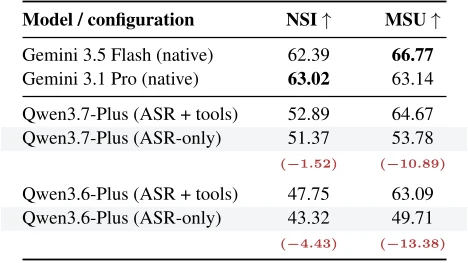 Model / configuration NSI ↑ MSU ↑
Gemini 3.5 Flash (native) 62.39 66.77
Gemini 3.1 Pro (native) 63.02 63.14
Qwen3.7-Plus (ASR + tools) 52.89 64.67
Qwen3.7-Plus (ASR-only) 51.37 53.78
(−1.52) (−10.89)
Qwen3.6-Plus (ASR + tools) 47.75 63.09
Qwen3.6-Plus (ASR-only) 43.32 49.71
(−4.43) (−13.38)